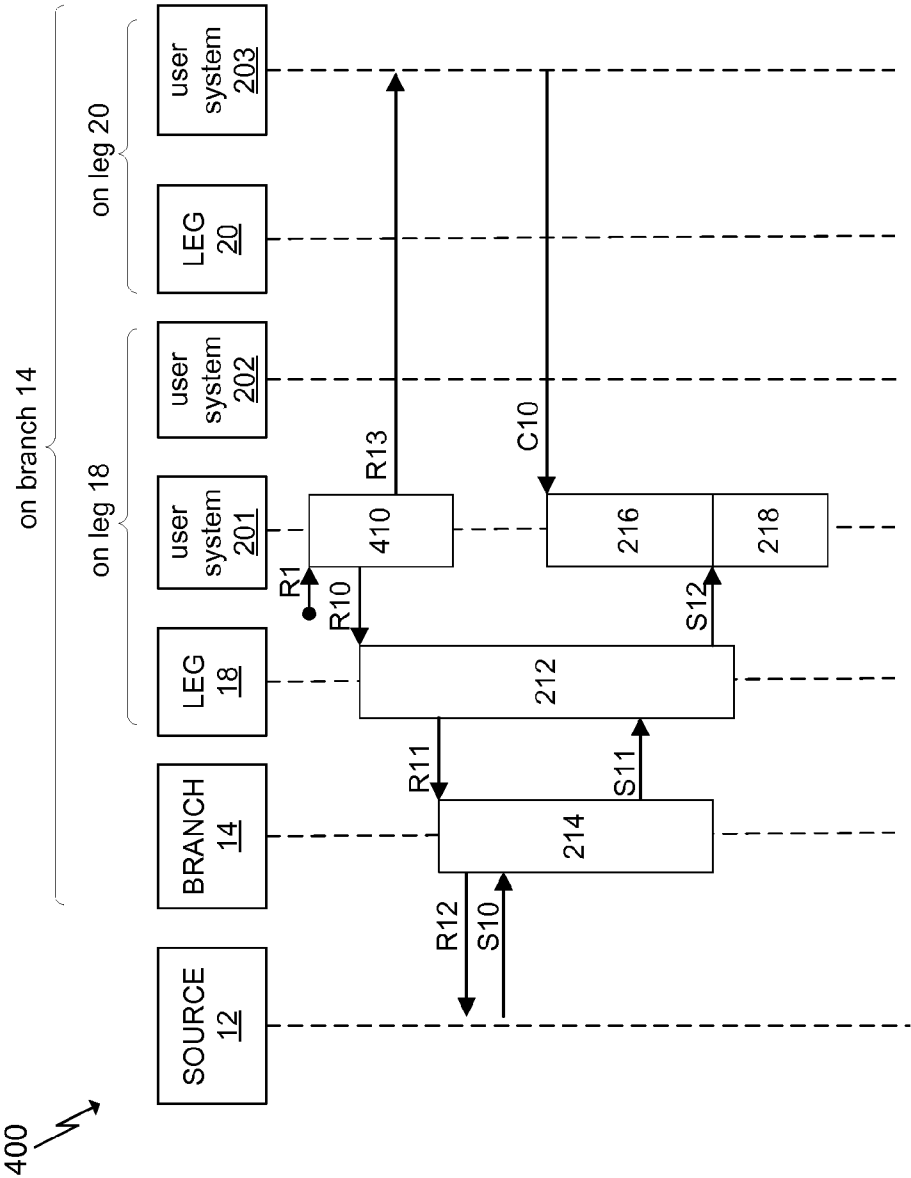 400
on branch 14
on leg 18
on leg 20
SOURCE
12
BRANCH
14
LEG
18
user
system
201
user
system
202
LEG
20
user
system
203
R1
R10
410
R13
R11
R12
S10
214
212
C10
216
S11
S12
218